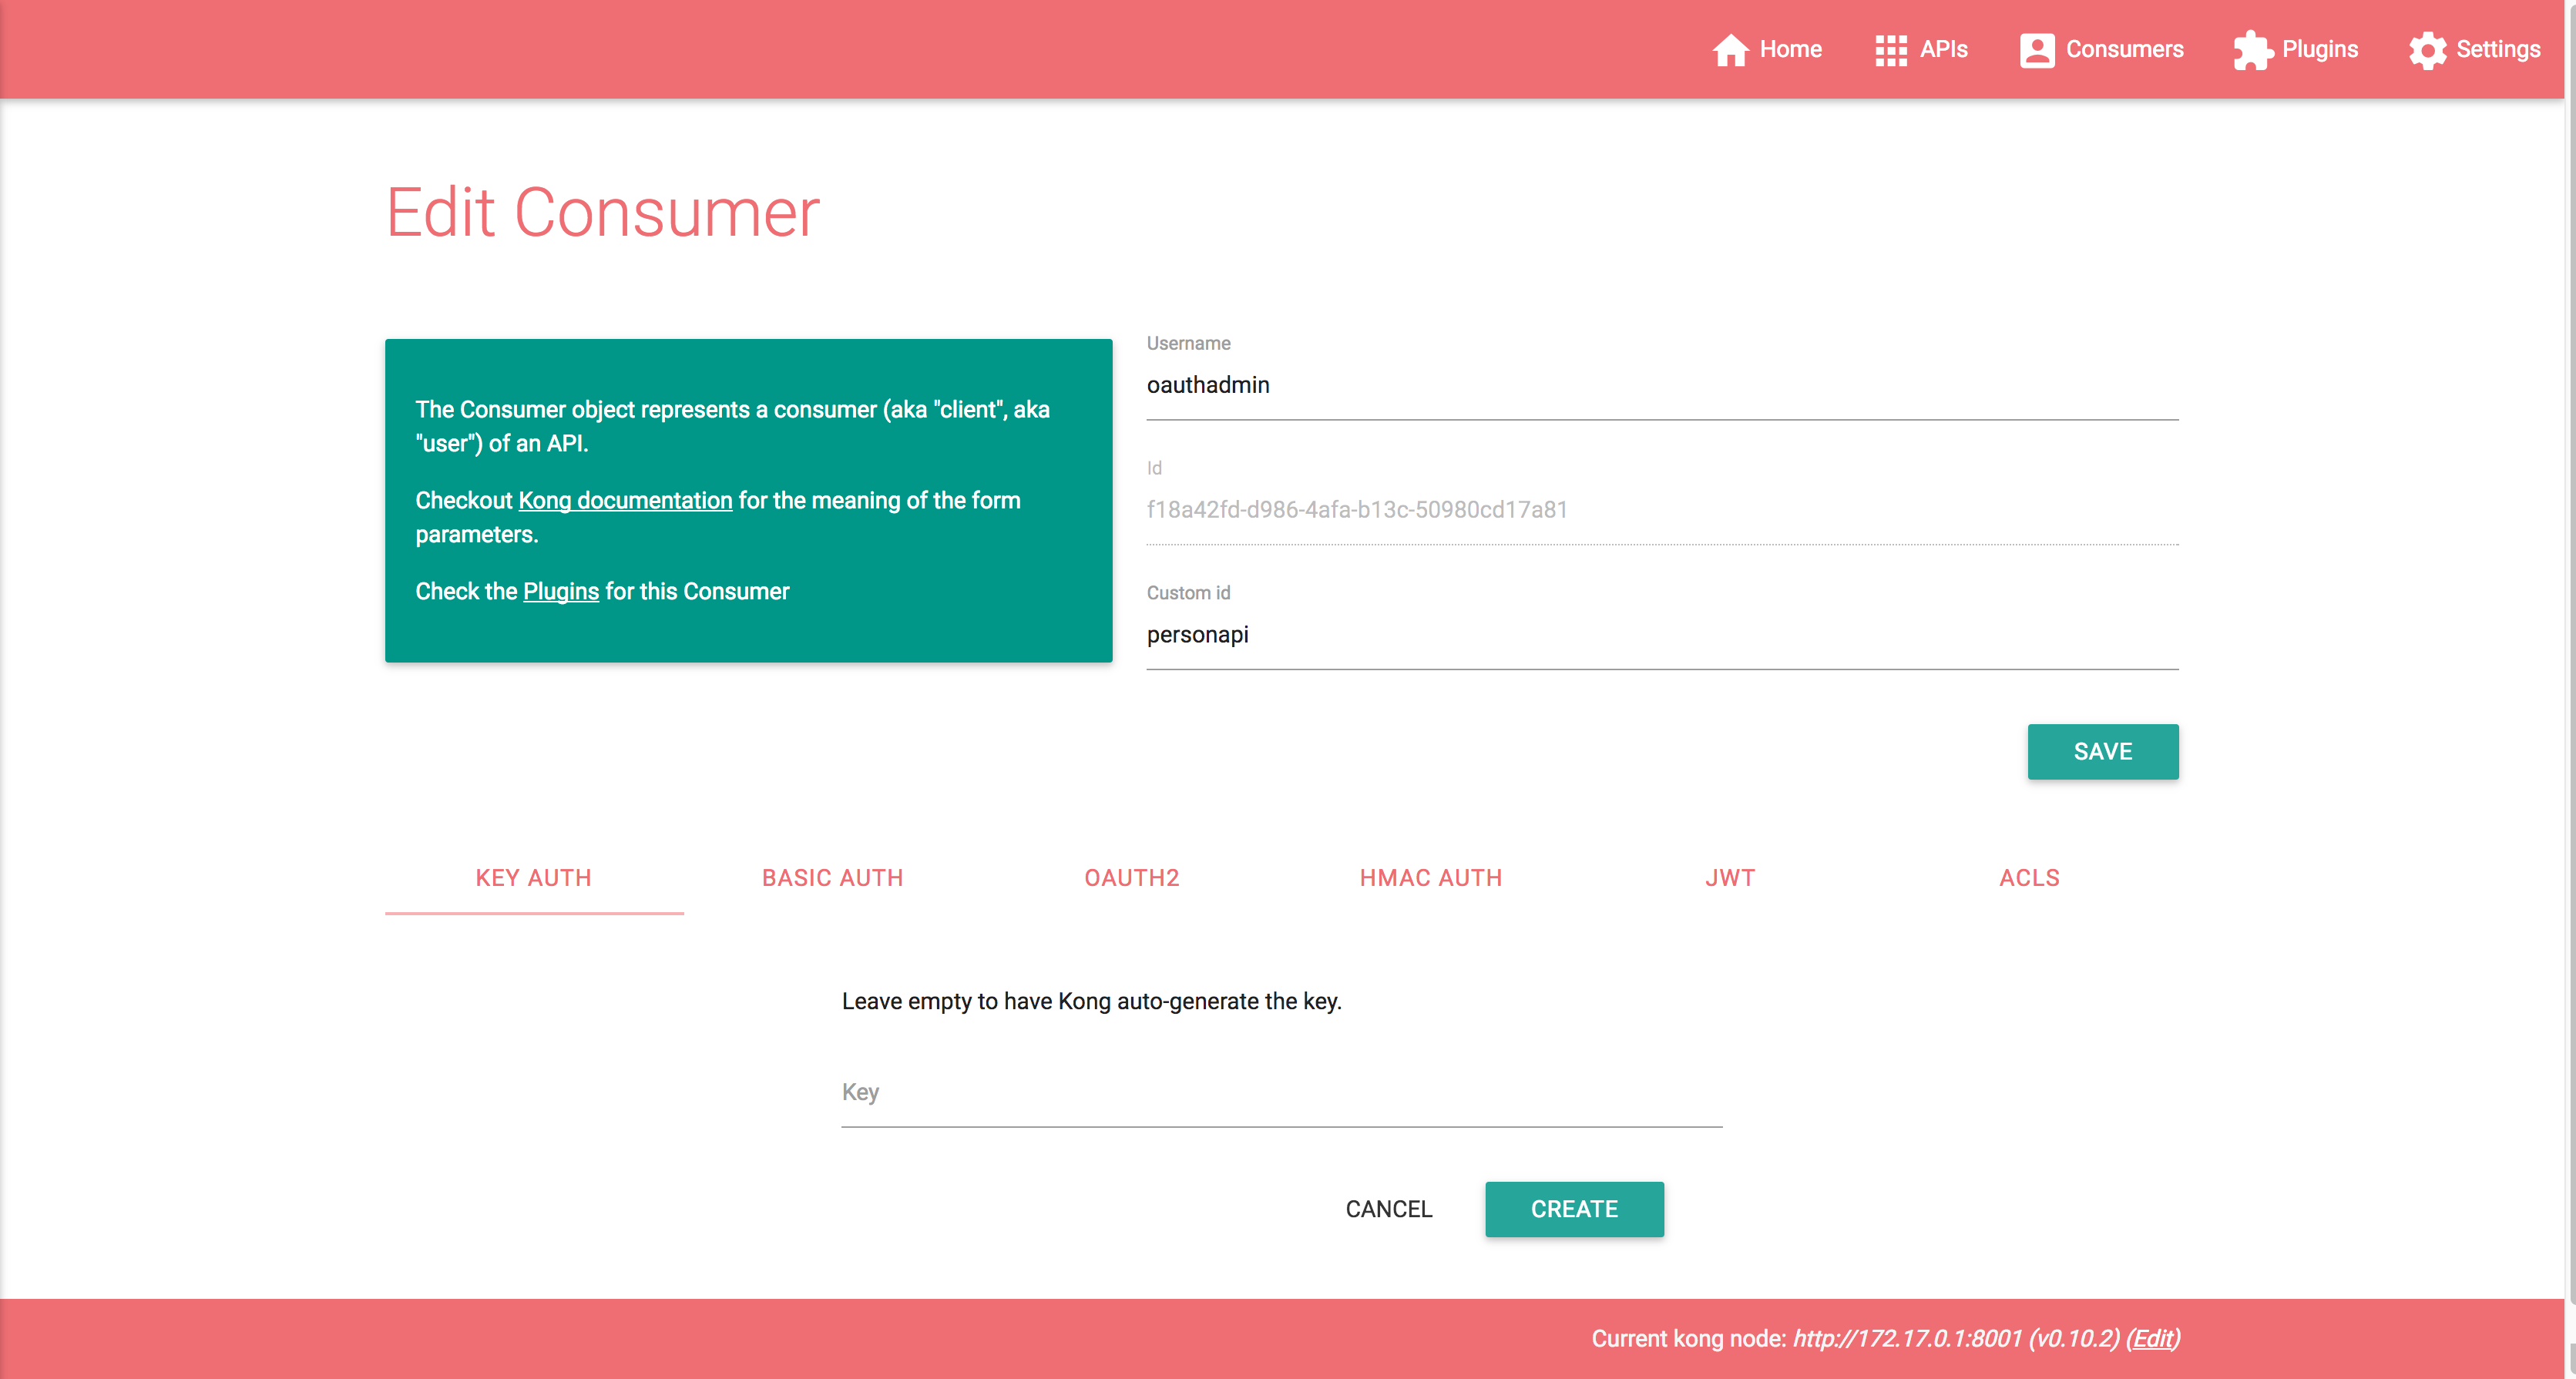 Home APIs Consumers Plugins Settings
Edit Consumer
The Consumer object represents a consumer (aka "client", aka
"user") of an API.
Checkout Kong documentation for the meaning of the form
parameters.
Check the Plugins for this Consumer
Username
oauthadmin
Id
f18a42fd-d986-4afa-b13c-50980cd17a81
Custom id
personapi
SAVE
KEY AUTH BASIC AUTH OAUTH2 HMAC AUTH JWT ACLS
Leave empty to have Kong auto-generate the key.
Key
CANCEL CREATE
Current kong node: http://172.17.0.1:8001 (v0.10.2) (Edit)